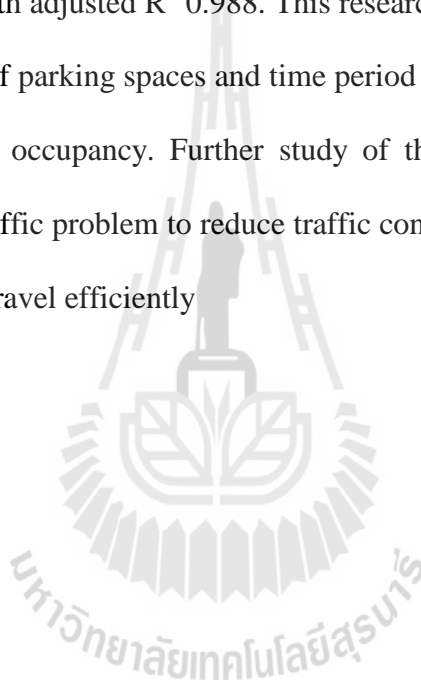 th adjusted R² 0.988. This research
f parking spaces and time period
occupancy. Further study of th
ffic problem to reduce traffic con
ravel efficiently
มหาวิทยาลัยเทคโนโลยีสุรนารี